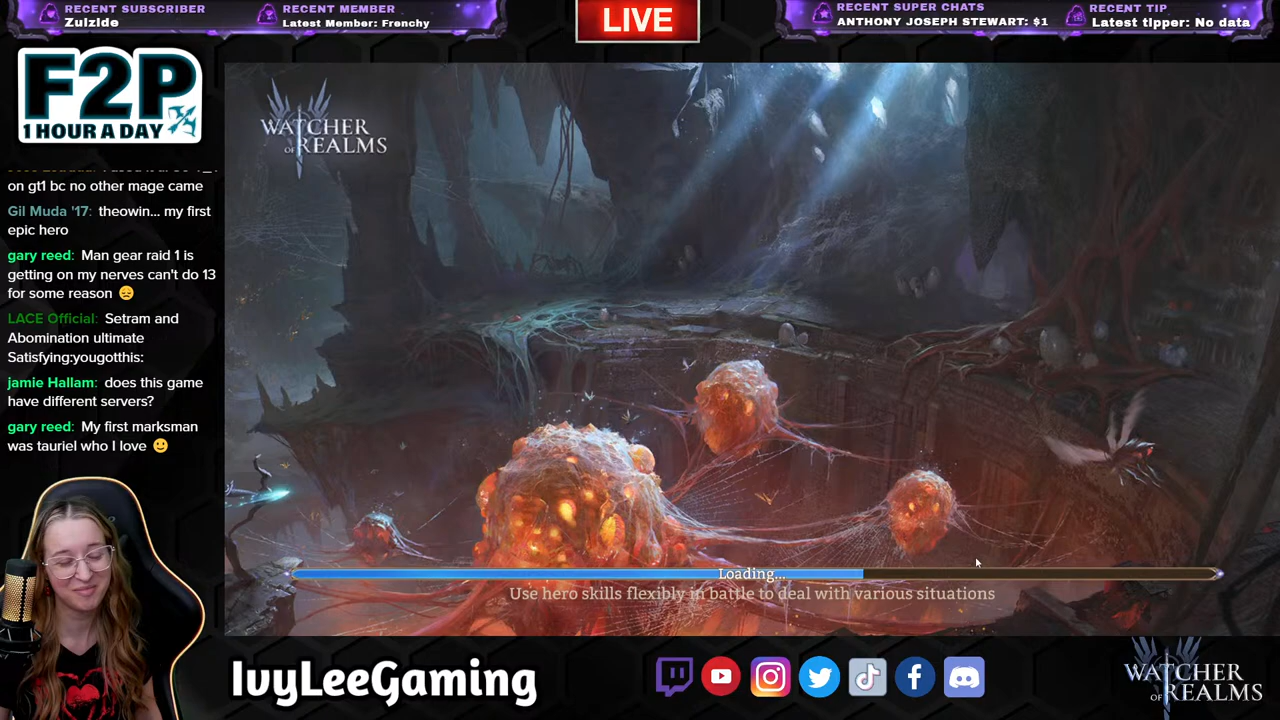 RECENT SUBSCRIBER
Zulzide
RECENT MEMBER
Latest Member: Frenchy
LIVE
RECENT SUPER CHATS
ANTHONY JOSEPH STEWART: $1
RECENT TIP
Latest tipper: No data
F2P
1 HOUR A DAY
WATCHER
OF REALMS
on gt1 bc no other mage came
Gil Muda '17: theowin... my first
epic hero
gary reed: Man gear raid 1 is
getting on my nerves can't do 13
for some reason 😔
LACE Official: Setram and
Abomination ultimate
Satisfying:yougotthis:
jamie Hallam: does this game
have different servers?
gary reed: My first marksman
was tauriel who I love 🙂
Loading...
Use hero skills flexibly in battle to deal with various situations
IvyLeeGaming
WATCHER
OF REALMS